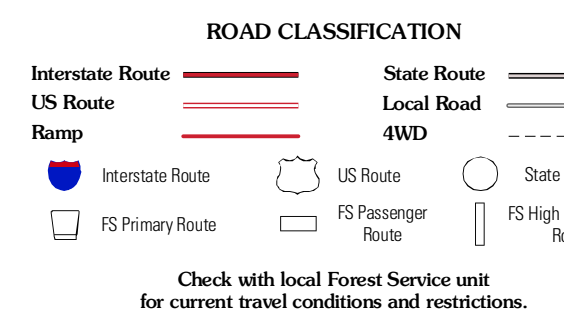 ROAD CLASSIFICATION
Interstate Route
State Route
US Route
Local Road
Ramp
4WD
Interstate Route
US Route
State
FS Primary Route
FS Passenger
Route
FS High
Check with local Forest Service unit
for current travel conditions and restrictions.